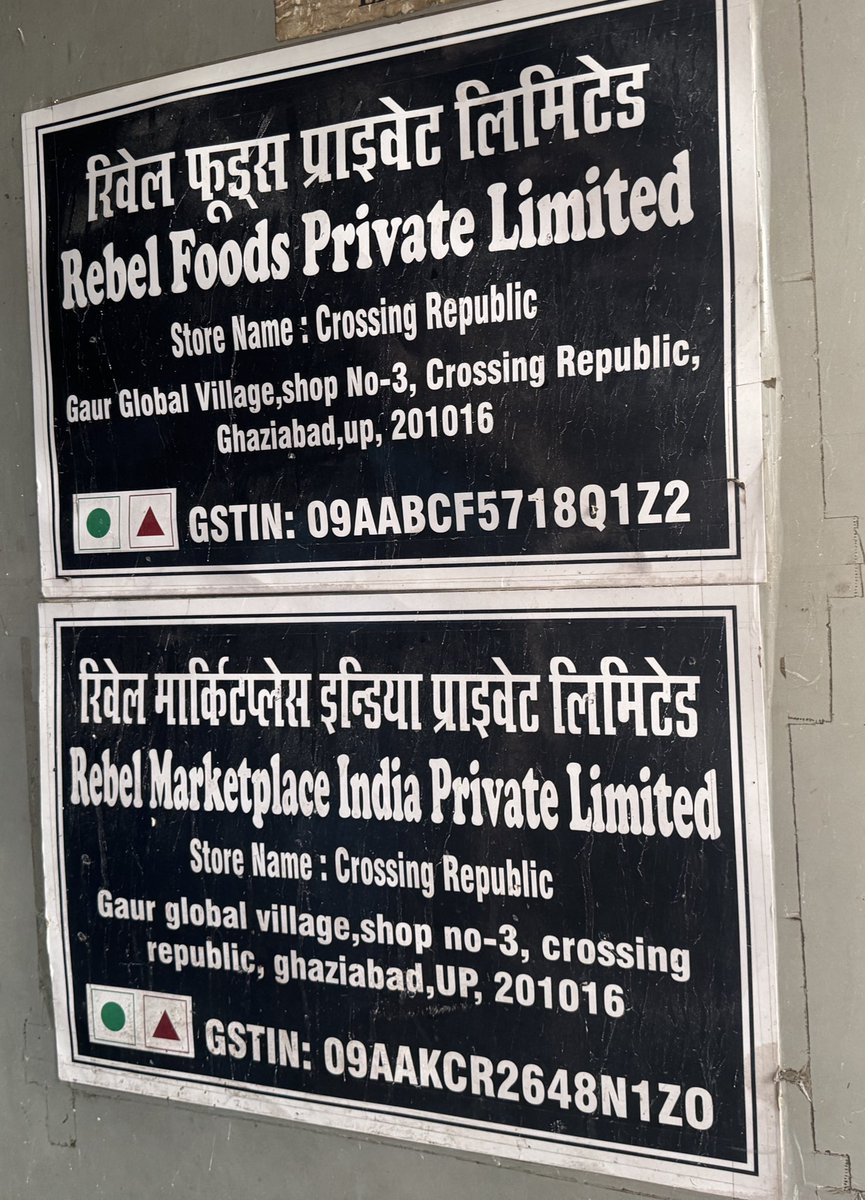 रिवेल फूड्स प्राइवेट लिमिटेड
Rebel Foods Private Limited
Store Name : Crossing Republic
Gaur Global Village,shop No-3, Crossing Republic,
Ghaziabad,up, 201016
GSTIN: 09AABCF5718Q1Z2
रिवेल मार्किटप्लेस इन्डिया प्राइवेट लिमिटेड
Rebel Marketplace India Private Limited
Store Name : Crossing Republic
Gaur global village,shop no-3, crossing
republic, ghaziabad,UP, 201016
GSTIN: 09AAKCR2648N1ZO